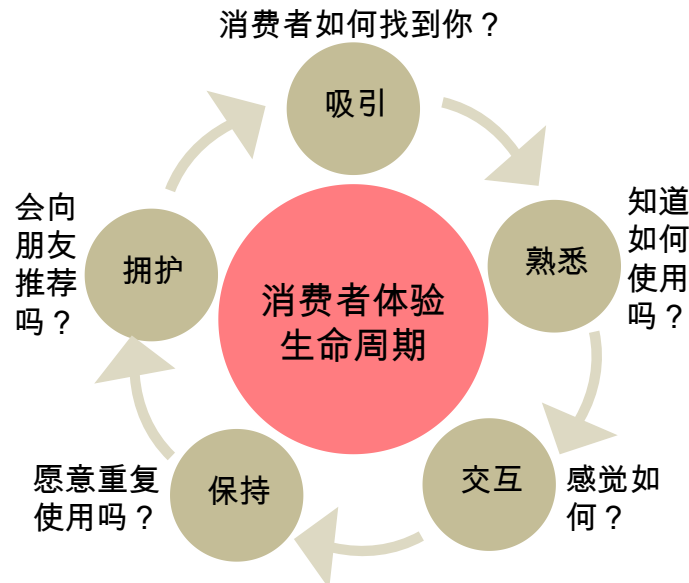 消费者如何找到你？
吸引
知道
如何
使用
吗？
熟悉
感觉如
何？
交互
愿意重复
使用吗？
保持
会向
朋友
推荐
吗？
拥护
消费者体验
生命周期